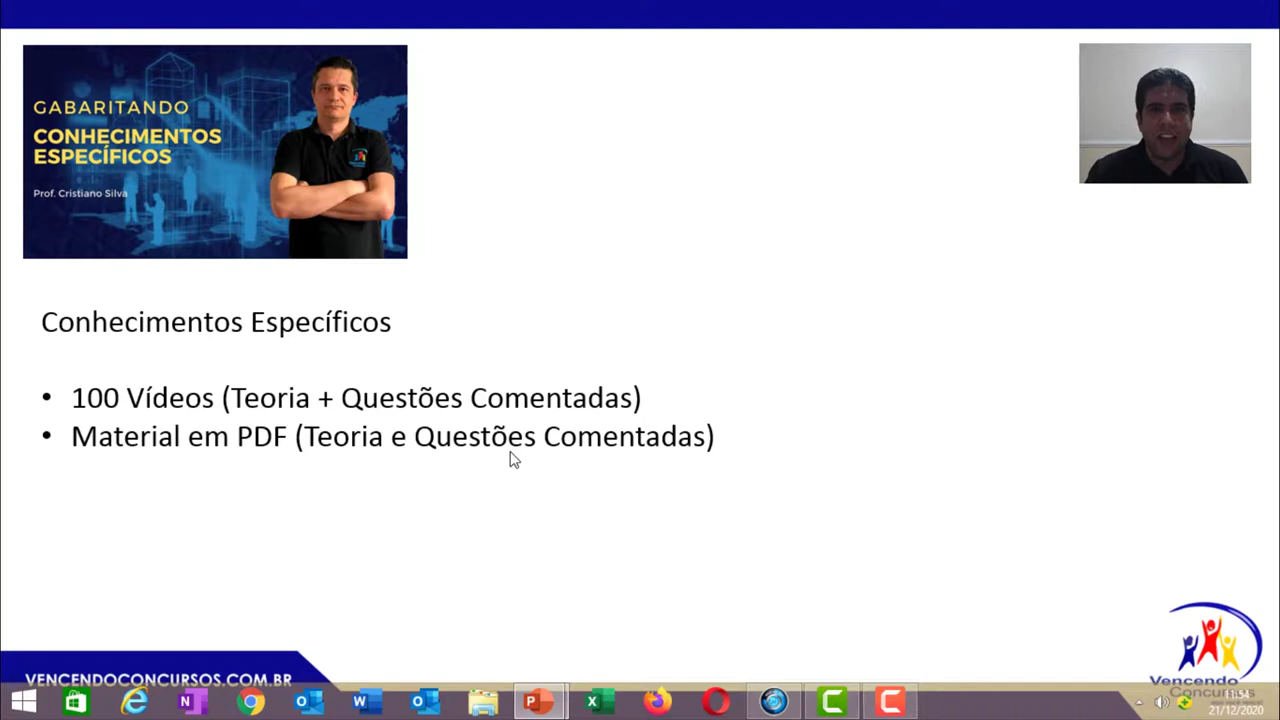 GABARITANDO
CONHECIMENTOS
ESPECÍFICOS
Prof. Cristiano Silva
Conhecimentos Específicos
• 100 Vídeos (Teoria + Questões Comentadas)
• Material em PDF (Teoria e Questões Comentadas)
VENCENDOCONCURSOS.COM.BR
Vencendo
Concursos
21/12/2020